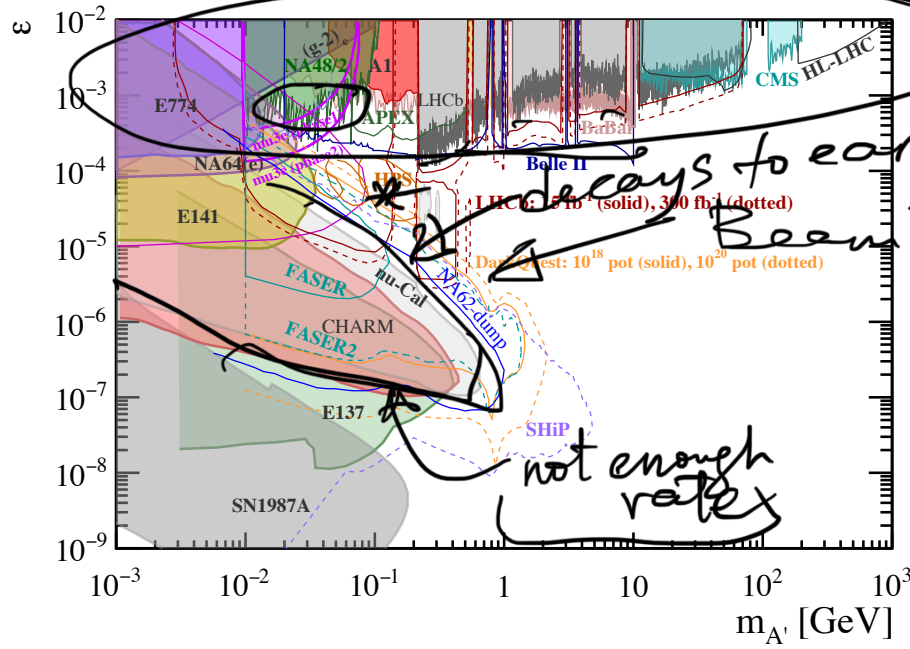 ε
10⁻²
10⁻³
10⁻⁴
10⁻⁵
10⁻⁶
10⁻⁷
10⁻⁸
10⁻⁹
(g-2)e
NA48/2
A1
E774
LHCb
APEX
BaBar
CMS
HL-LHC
NA64(e)
mu3e (phase2)
Belle II
HPS
decays to
E141
LHCb: 15 fb⁻¹ (solid), 300 fb⁻¹ (dotted)
Beam
DarkQuest: 10¹⁸ pot (solid), 10²⁰ pot (dotted)
FASER
nu-Cal
NA62-dump
CHARM
FASER2
E137
SHiP
not enough
rate
SN1987A
10⁻³
10⁻²
10⁻¹
1
10
10²
10³
m_A' [GeV]